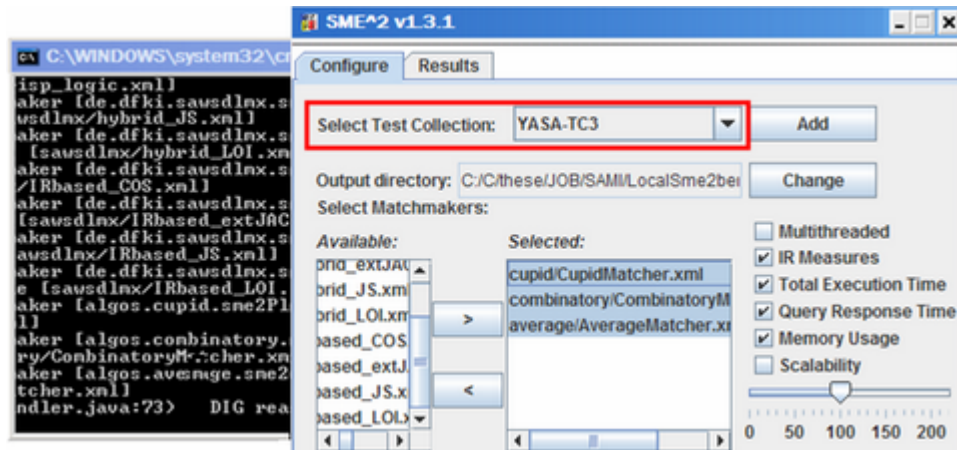 C:\WINDOWS\system32\c
isp_logic.xml]
aker [de.dfki.sawsdlmx.s
wsdlmx/hybrid_JS.xml]
aker [de.dfki.sawsdlmx.s
[sawsdlmx/hybrid_LOI.xm
aker [de.dfki.sawsdlmx.s
/IRbased_COS.xml]
aker [de.dfki.sawsdlmx.s
[sawsdlmx/IRbased_extJAC
aker [de.dfki.sawsdlmx.s
awsdlmx/IRbased_JS.xml]
aker [de.dfki.sawsdlmx.s
e [sawsdlmx/IRbased_LOI.
aker [algos.cupid.sme2Pl
l]
aker [algos.combinatory.
aker [algos.average.sme2
tcher.xml]
ndler.java:73> DIG rea
SME^2 v1.3.1
Configure Results
Select Test Collection: YASA-TC3 Add
Output directory: C:/C/these/JOB/SAMI/LocalSme2ber Change
Select Matchmakers:
Available: Selected:
brid_extJA
brid_JS.xml
brid_LOI.xm
based_COS
based_extJ
based_JS.x
based_LOI.x
>
<
cupid/CupidMatcher.xml
combinatory/CombinatoryM
average/AverageMatcher.x
Multithreaded
IR Measures
Total Execution Time
Query Response Time
Memory Usage
Scalability
0 50 100 150 200